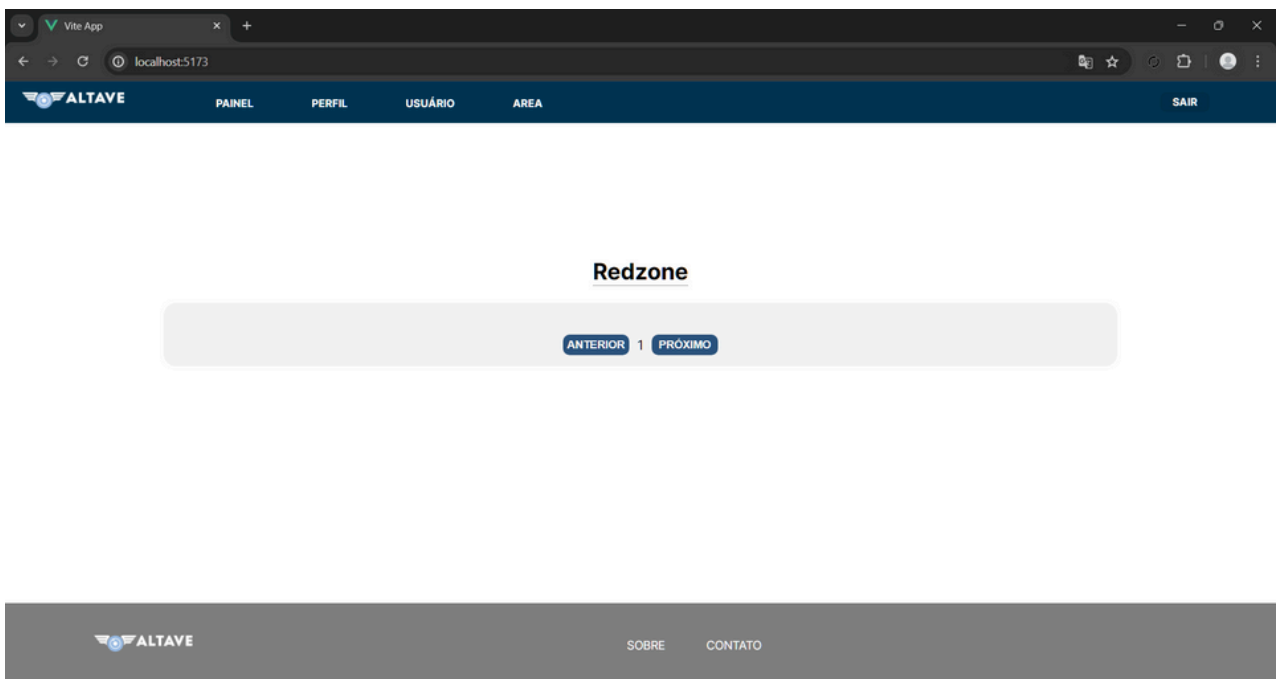 Vite App
localhost:5173
ALTAVE PAINEL PERFIL USUÁRIO AREA SAIR
Redzone
ANTERIOR 1 PRÓXIMO
ALTAVE SOBRE CONTATO